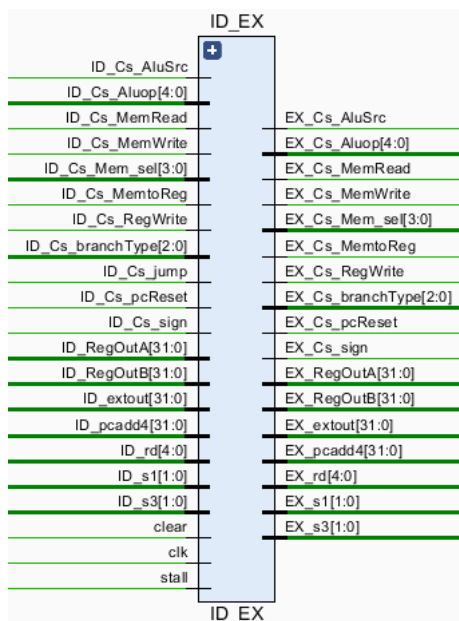 ID_EX
ID_Cs_AluSrc
ID_Cs_Aluop[4:0]
ID_Cs_MemRead
ID_Cs_MemWrite
ID_Cs_Mem_sel[3:0]
ID_Cs_MemtoReg
ID_Cs_RegWrite
ID_Cs_branchType[2:0]
ID_Cs_jump
ID_Cs_pcReset
ID_Cs_sign
ID_RegOutA[31:0]
ID_RegOutB[31:0]
ID_extout[31:0]
ID_pcadd4[31:0]
ID_rd[4:0]
ID_s1[1:0]
ID_s3[1:0]
clear
clk
stall
EX_Cs_AluSrc
EX_Cs_Aluop[4:0]
EX_Cs_MemRead
EX_Cs_MemWrite
EX_Cs_Mem_sel[3:0]
EX_Cs_MemtoReg
EX_Cs_RegWrite
EX_Cs_branchType[2:0]
EX_Cs_pcReset
EX_Cs_sign
EX_RegOutA[31:0]
EX_RegOutB[31:0]
EX_extout[31:0]
EX_pcadd4[31:0]
EX_rd[4:0]
EX_s1[1:0]
EX_s3[1:0]
ID_EX